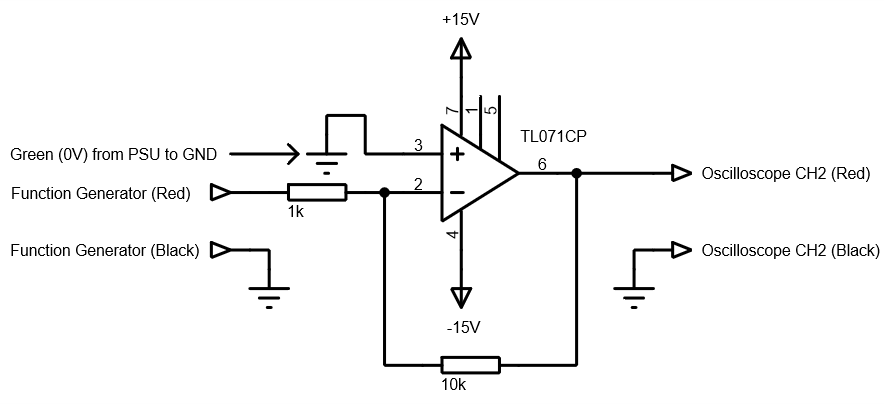 +15V
7
1
5
TL071CP
3
+
Green (0V) from PSU to GND
6
Oscilloscope CH2 (Red)
Function Generator (Red)
2
−
1k
4
Function Generator (Black)
Oscilloscope CH2 (Black)
-15V
10k